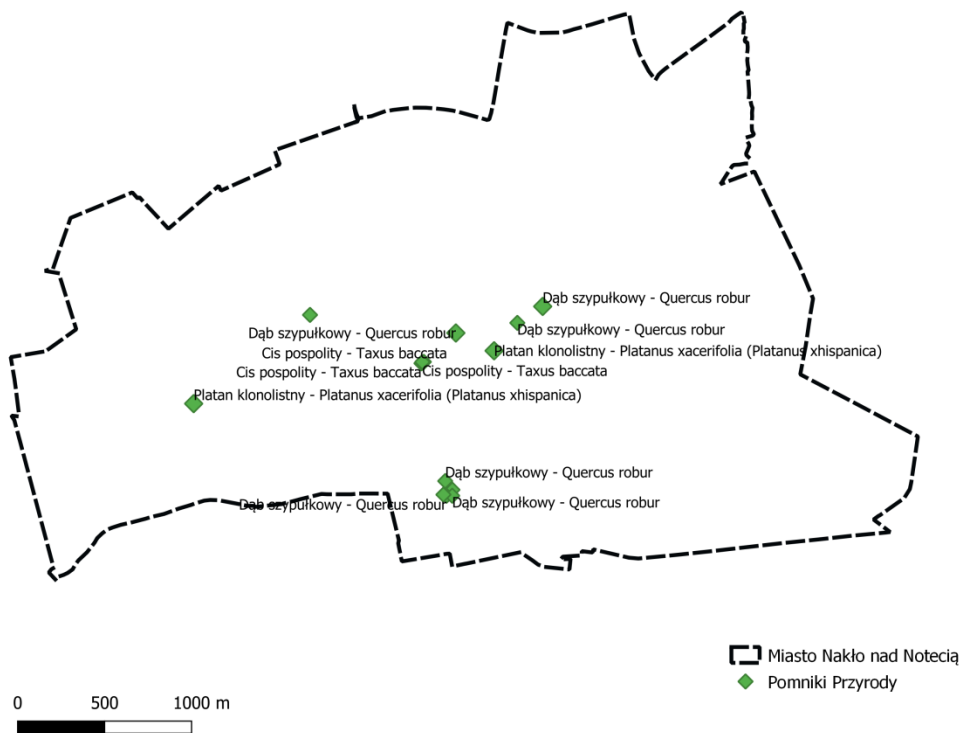 Dąb szypułkowy - Quercus robur
Dąb szypułkowy - Quercus robur
Dąb szypułkowy - Quercus robur
Cis pospolity - Taxus baccata
Platan klonolistny - Platanus xacerifolia (Platanus xhispanica)
Cis pospolity - Taxus baccata
Cis pospolity - Taxus baccata
Platan klonolistny - Platanus xacerifolia (Platanus xhispanica)
Dąb szypułkowy - Quercus robur
Dąb szypułkowy - Quercus robur
Dąb szypułkowy - Quercus robur
Miasto Nakło nad Notecią
Pomniki Przyrody
0 500 1000 m